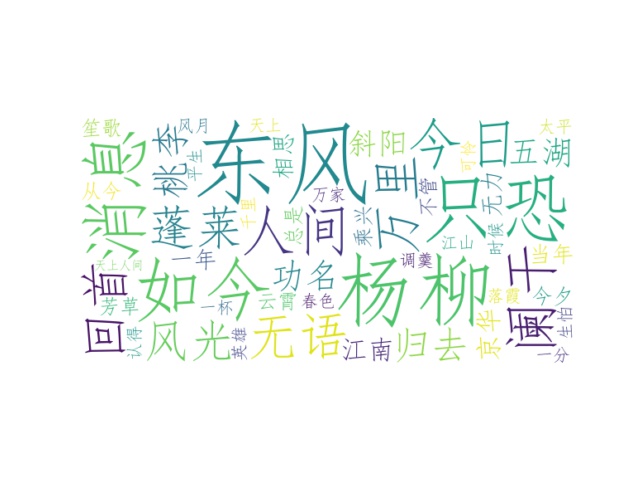 笙歌
风月
天上
东风
相思
斜阳
今日
可怜
太平
消息
桃李
平生
五湖
从今
蓬莱
千里
万家
人间
总是
乘兴
万里
不管
只恐
无力
江山
时候
一年
天上人间
回首
芳草
如今
功名
云霄
调羹
杨柳
阑干
当年
一杯
春色
落霞
今夕
认得
风光
英雄
无语
江南
归去
京华
生怕
一分